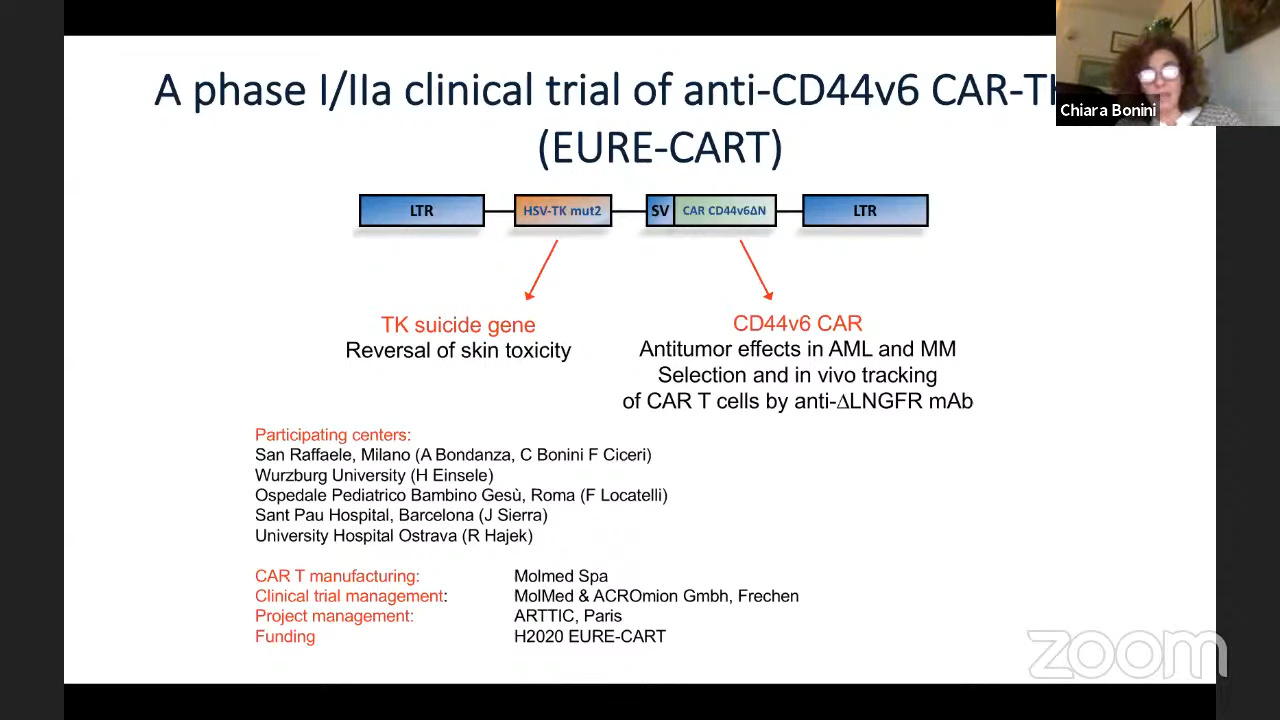 A phase I/IIa clinical trial of anti-CD44v6 CAR-T
(EURE-CART)
Chiara Bonini
LTR HSV-TK mut2 SV CAR CD44v6ΔN LTR
TK suicide gene
Reversal of skin toxicity
CD44v6 CAR
Antitumor effects in AML and MM
Selection and in vivo tracking
of CAR T cells by anti-ΔLNGFR mAb
Participating centers:
San Raffaele, Milano (A Bondanza, C Bonini F Ciceri)
Wurzburg University (H Einsele)
Ospedale Pediatrico Bambino Gesù, Roma (F Locatelli)
Sant Pau Hospital, Barcelona (J Sierra)
University Hospital Ostrava (R Hajek)
CAR T manufacturing: Molmed Spa
Clinical trial management: MolMed & ACROmion Gmbh, Frechen
Project management: ARTTIC, Paris
Funding H2020 EURE-CART
zoom